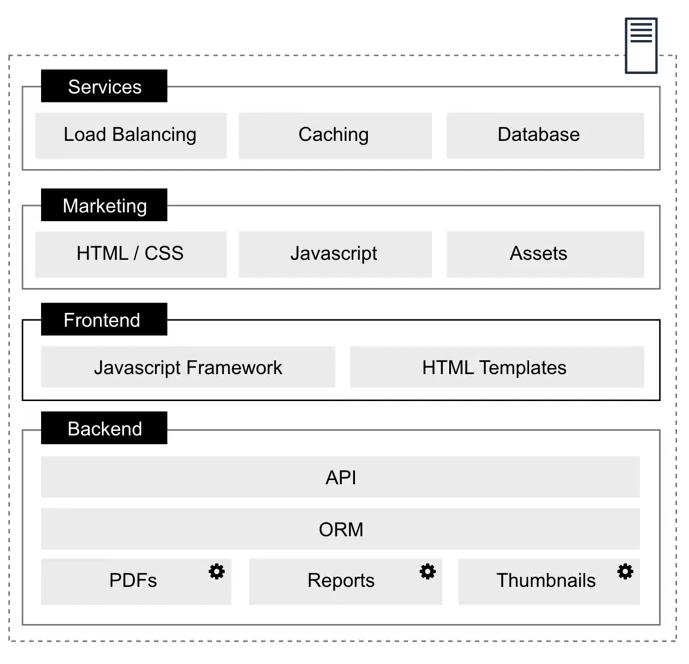 Services
Load Balancing
Caching
Database
Marketing
HTML / CSS
Javascript
Assets
Frontend
Javascript Framework
HTML Templates
Backend
API
ORM
PDFs
Reports
Thumbnails